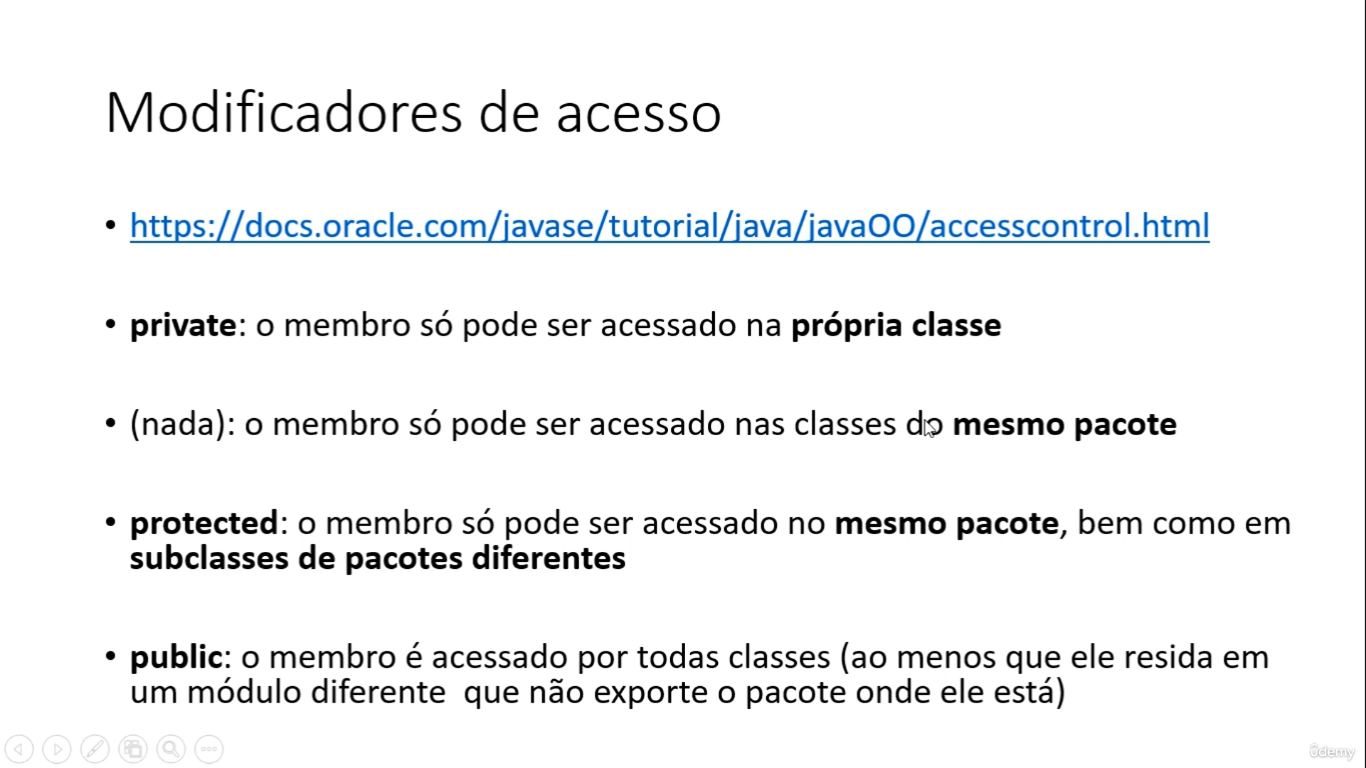 Modificadores de acesso
• https://docs.oracle.com/javase/tutorial/java/javaOO/accesscontrol.html
• private: o membro só pode ser acessado na própria classe
• (nada): o membro só pode ser acessado nas classes do mesmo pacote
• protected: o membro só pode ser acessado no mesmo pacote, bem como em
subclasses de pacotes diferentes
• public: o membro é acessado por todas classes (ao menos que ele resida em
um módulo diferente  que não exporte o pacote onde ele está)
ûdemy